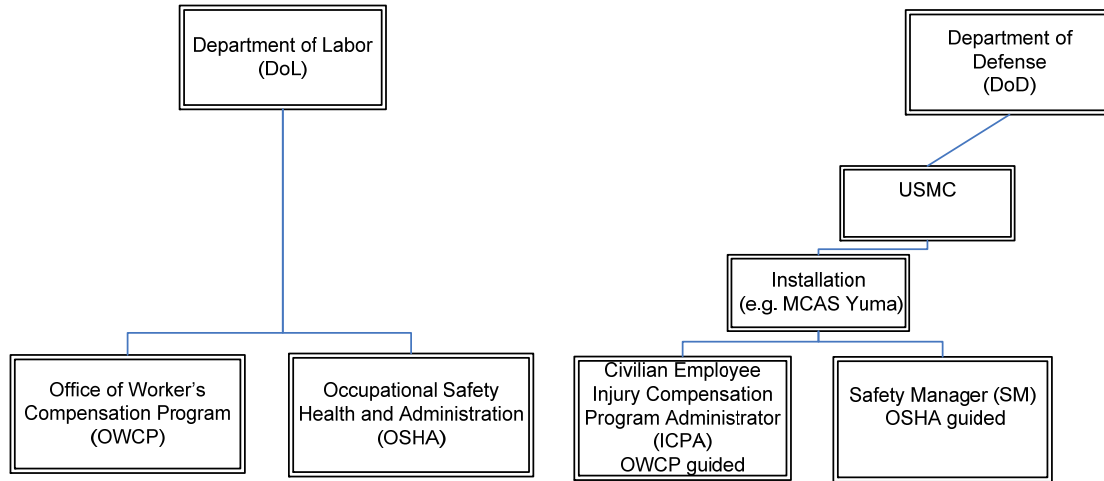 Department of Labor
(DoL)
Department of
Defense
(DoD)
USMC
Installation
(e.g. MCAS Yuma)
Office of Worker's
Compensation Program
(OWCP)
Occupational Safety
Health and Administration
(OSHA)
Civilian Employee
Injury Compensation
Program Administrator
(ICPA)
OWCP guided
Safety Manager (SM)
OSHA guided